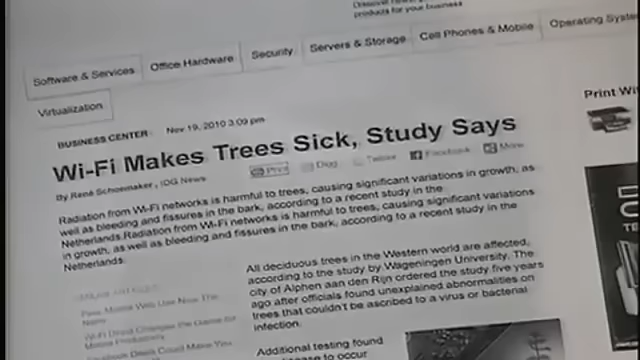 products for your business
Software & Services Office Hardware Security Servers & Storage Cell Phones & Mobile Operating Syste
Virtualization
Print Wi
BUSINESS CENTER Nov 19, 2010 3:09 pm
Wi-Fi Makes Trees Sick, Study Says
By René Schoemaker, IDG News Print Digg Twitter Facebook More
Radiation from Wi-Fi networks is harmful to trees, causing significant variations in growth, as
well as bleeding and fissures in the bark, according to a recent study in the
Netherlands.Radiation from Wi-Fi networks is harmful to trees, causing significant variations
in growth, as well as bleeding and fissures in the bark, according to a recent study in the
Netherlands.
All deciduous trees in the Western world are affected,
according to the study by Wageningen University. The
city of Alphen aan den Rijn ordered the study five years
ago after officials found unexplained abnormalities on
trees that couldn't be ascribed to a virus or bacterial
infection.
Additional testing found
to occur